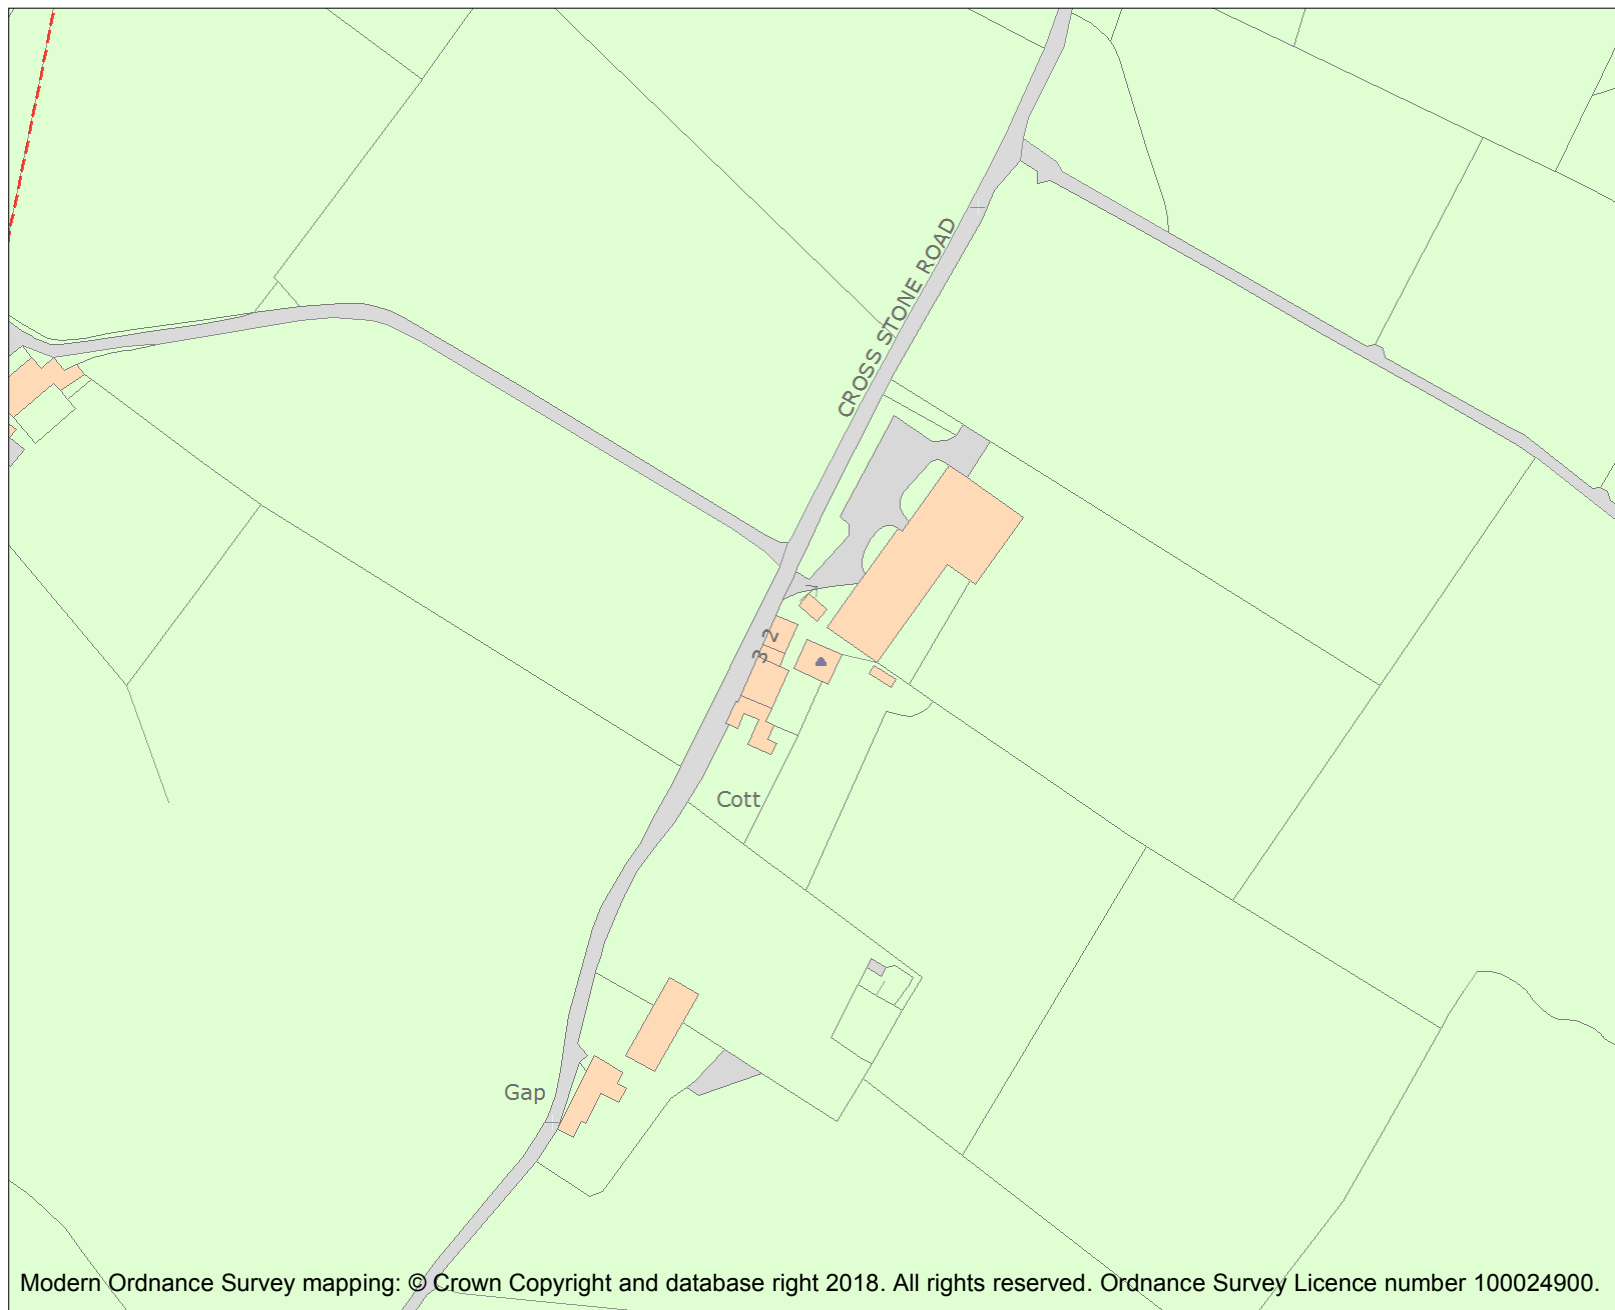 CROSS STONE ROAD
2
3
Cott
Gap
Modern Ordnance Survey mapping: © Crown Copyright and database right 2018. All rights reserved. Ordnance Survey Licence number 100024900.